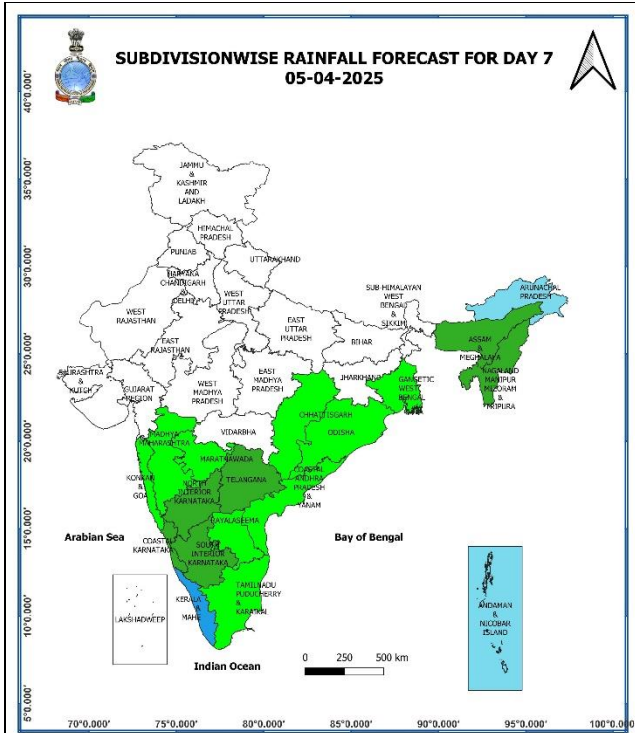 SUBDIVISIONWISE RAINFALL FORECAST FOR DAY 7
05-04-2025
40°0.000'
35°0.000'
30°0.000'
25°0.000'
20°0.000'
15°0.000'
10°0.000'
5°0.000'
JAMMU
&
KASHMIR
AND
LADAKH
HIMACHAL
PRADESH
PUNJAB
UTTARAKHAND
HARYANA
CHANDIGARH
&
DELHI
WEST
UTTAR
PRADESH
WEST
RAJASTHAN
EAST
RAJASTHAN
EAST
UTTAR
PRADESH
SUB-HIMALAYAN
WEST
BENGAL
&
SIKKIM
ARUNACHAL
PRADESH
BIHAR
ASSAM
&
MEGHALAYA
NAGALAND
MANIPUR
MIZORAM
&
TRIPURA
SAURASHTRA
&
KUTCH
GUJARAT
REGION
WEST
MADHYA
PRADESH
EAST
MADHYA
PRADESH
JHARKHAND
GANGETIC
WEST
BENGAL
CHHATTISGARH
ODISHA
VIDARBHA
MADHYA
MAHARASHTRA
MARATHAWADA
KONKAN
&
GOA
NORTH
INTERIOR
KARNATAKA
TELANGANA
COASTAL
ANDHRA
PRADESH
&
YANAM
RAYALASEEMA
Arabian Sea
Bay of Bengal
COASTAL
KARNATAKA
SOUTH
INTERIOR
KARNATAKA
TAMILNADU
PUDUCHERRY
&
KARAIKAL
KERALA
&
MAHE
LAKSHADWEEP
ANDAMAN
&
NICOBAR
ISLAND
Indian Ocean
0 250 500 km
70°0.000' 75°0.000' 80°0.000' 85°0.000' 90°0.000' 95°0.000' 100°0.000'